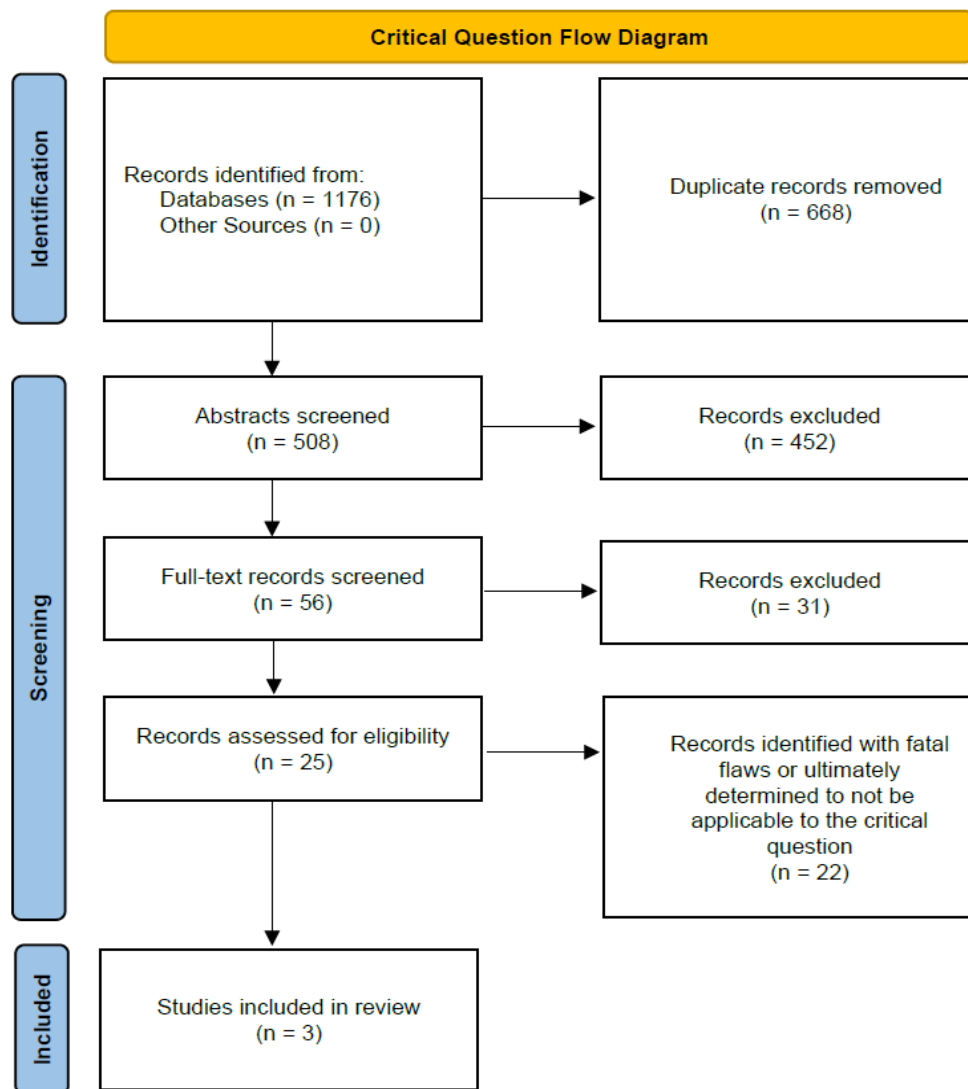 Critical Question Flow Diagram
Identification
Records identified from:
Databases (n = 1176)
Other Sources (n = 0)
Duplicate records removed
(n = 668)
Screening
Abstracts screened
(n = 508)
Records excluded
(n = 452)
Full-text records screened
(n = 56)
Records excluded
(n = 31)
Records assessed for eligibility
(n = 25)
Records identified with fatal
flaws or ultimately
determined to not be
applicable to the critical
question
(n = 22)
Included
Studies included in review
(n = 3)